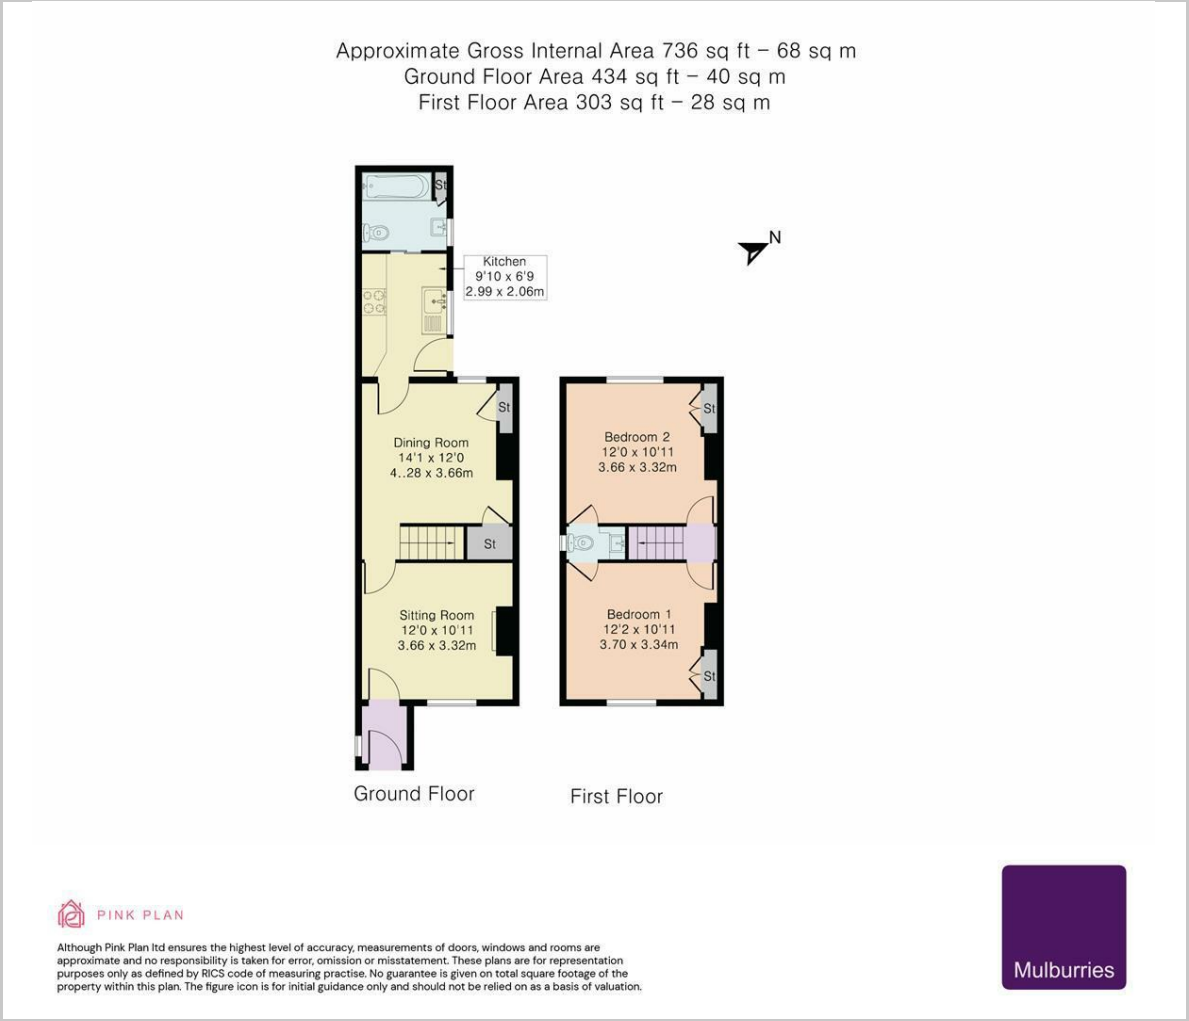 Approximate Gross Internal Area 736 sq ft – 68 sq m
Ground Floor Area 434 sq ft – 40 sq m
First Floor Area 303 sq ft – 28 sq m
St
N
Kitchen
9'10 x 6'9
2.99 x 2.06m
St
Dining Room
14'1 x 12'0
4..28 x 3.66m
St
Sitting Room
12'0 x 10'11
3.66 x 3.32m
Ground Floor
St
Bedroom 2
12'0 x 10'11
3.66 x 3.32m
Bedroom 1
12'2 x 10'11
3.70 x 3.34m
St
First Floor
PINK PLAN
Although Pink Plan ltd ensures the highest level of accuracy, measurements of doors, windows and rooms are
approximate and no responsibility is taken for error, omission or misstatement. These plans are for representation
purposes only as defined by RICS code of measuring practise. No guarantee is given on total square footage of the
property within this plan. The figure icon is for initial guidance only and should not be relied on as a basis of valuation.
Mulburries